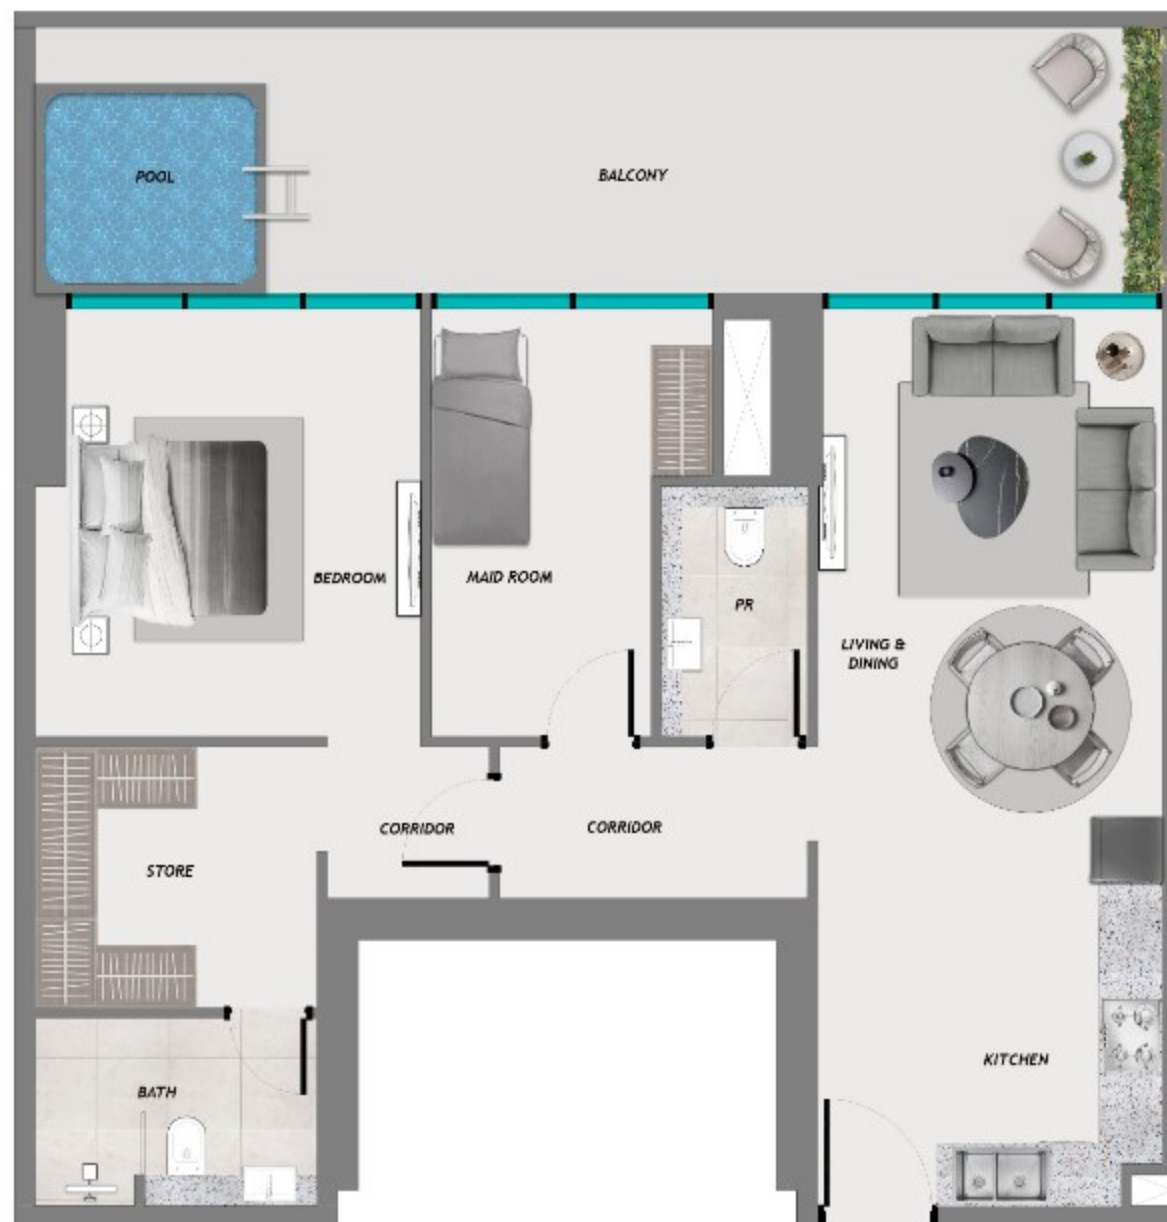 POOL
BALCONY
BEDROOM
MAID ROOM
PR
LIVING &
DINING
CORRIDOR
CORRIDOR
STORE
KITCHEN
BATH